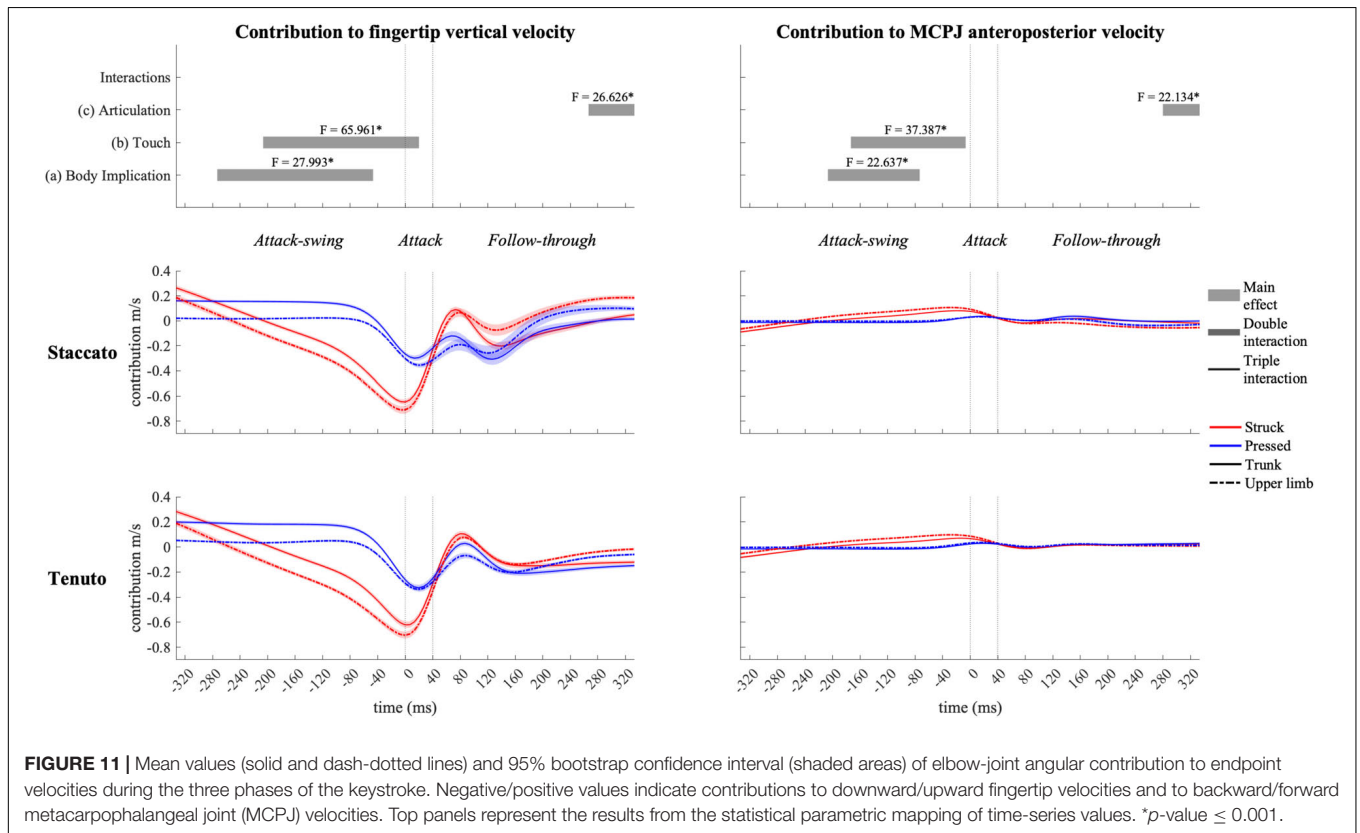 Contribution to fingertip vertical velocity
Contribution to MCPJ anteroposterior velocity
Interactions
(c) Articulation
(b) Touch
(a) Body Implication
F = 26.626*
F = 65.961*
F = 27.993*
F = 22.134*
F = 37.387*
F = 22.637*
Attack-swing Attack Follow-through
Attack-swing Attack Follow-through
Staccato
contribution m/s
0.4
0.2
0
-0.2
-0.4
-0.6
-0.8
Main
effect
Double
interaction
Triple
interaction
Struck
Pressed
Trunk
Upper limb
Tenuto
contribution m/s
0.4
0.2
0
-0.2
-0.4
-0.6
-0.8
-320 -280 -240 -200 -160 -120 -80 -40 0 40 80 120 160 200 240 280 320
time (ms)
-320 -280 -240 -200 -160 -120 -80 -40 0 40 80 120 160 200 240 280 320
time (ms)
FIGURE 11 | Mean values (solid and dash-dotted lines) and 95% bootstrap confidence interval (shaded areas) of elbow-joint angular contribution to endpoint
velocities during the three phases of the keystroke. Negative/positive values indicate contributions to downward/upward fingertip velocities and to backward/forward
metacarpophalangeal joint (MCPJ) velocities. Top panels represent the results from the statistical parametric mapping of time-series values. *p-value ≤ 0.001.